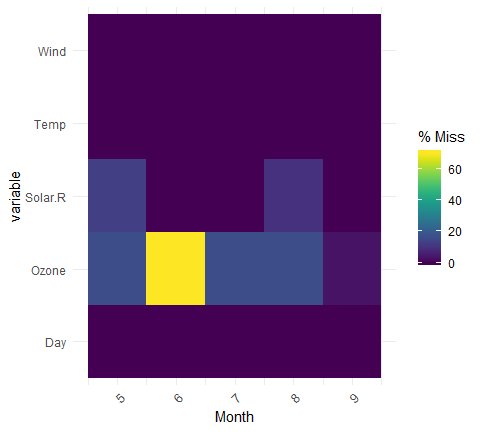 Wind
Temp
Solar.R
Ozone
Day
variable
5 6 7 8 9
Month
% Miss
60
40
20
0